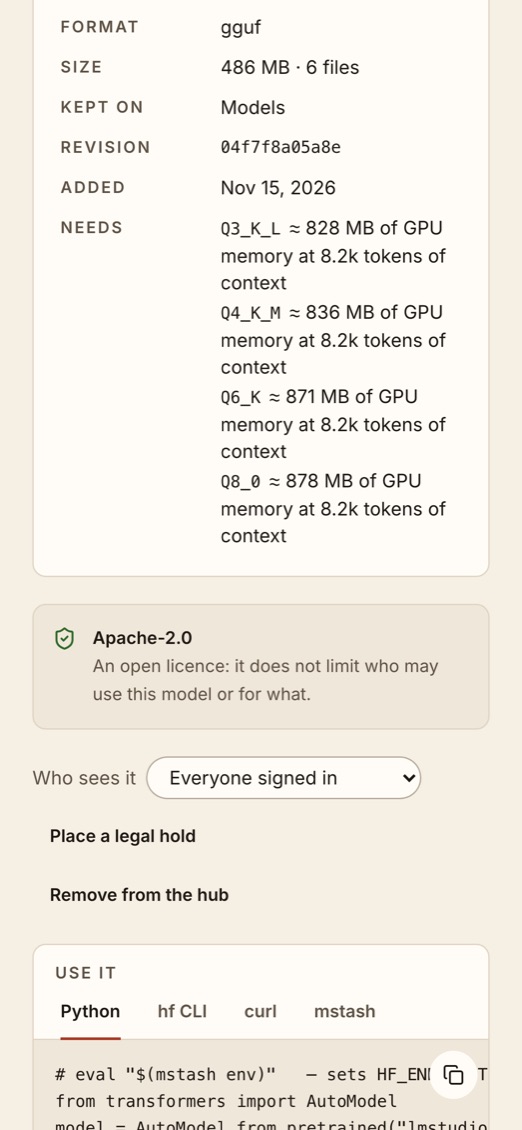 FORMAT gguf
SIZE 486 MB · 6 files
KEPT ON Models
REVISION 04f7f8a05a8e
ADDED Nov 15, 2026
NEEDS Q3_K_L ≈ 828 MB of GPU
memory at 8.2k tokens of
context
Q4_K_M ≈ 836 MB of GPU
memory at 8.2k tokens of
context
Q6_K ≈ 871 MB of GPU
memory at 8.2k tokens of
context
Q8_0 ≈ 878 MB of GPU
memory at 8.2k tokens of
context
Apache-2.0
An open licence: it does not limit who may
use this model or for what.
Who sees it Everyone signed in
Place a legal hold
Remove from the hub
USE IT
Python hf CLI curl mstash
# eval "$(mstash env)" — sets
from transformers import AutoModel
model = AutoModel.from_pretrained("lmstudio